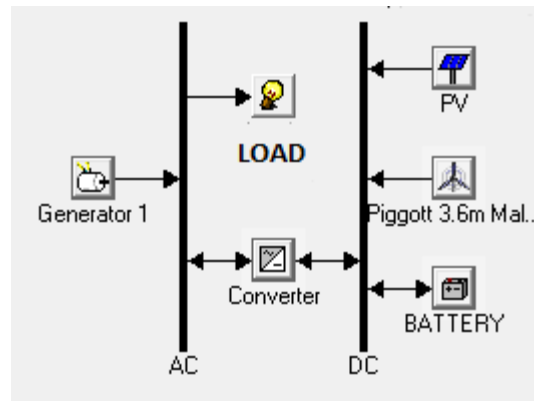 PV
LOAD
Generator 1
Piggott 3.6m Mal..
Converter
BATTERY
AC
DC